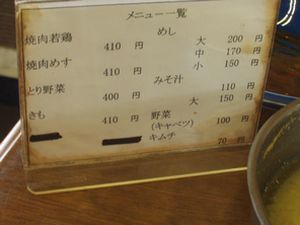 メニュー一覧
焼肉若鶏 410 円
焼肉めす 410 円
とり野菜 400 円
きも 410 円
めし
大 200 円
中 170 円
小 150 円
みそ汁 110 円
大 150 円
野菜 100 円
(キャベツ)
キムチ 70 円